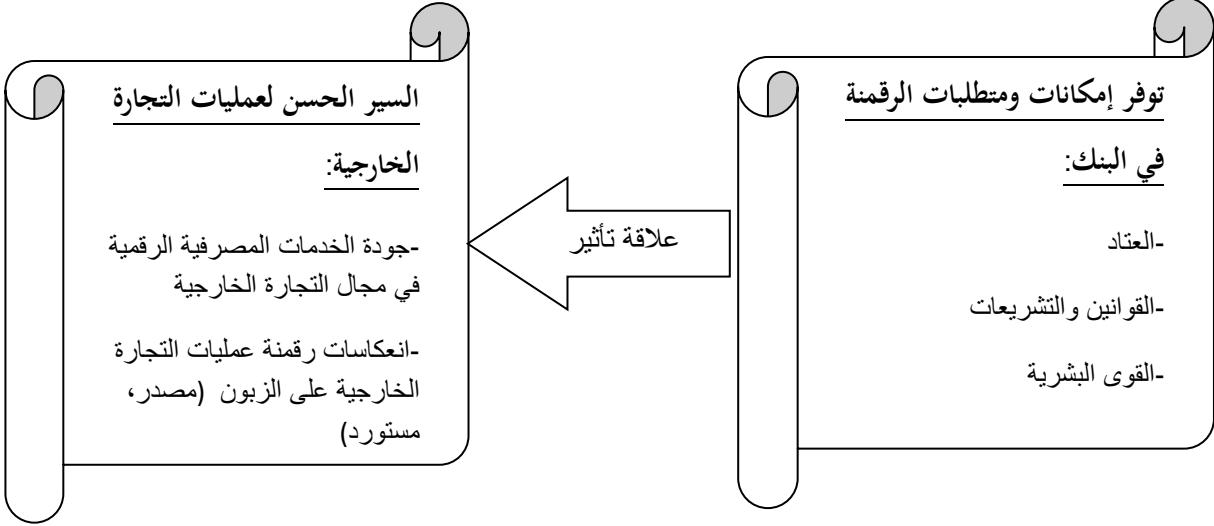 توفر إمكانات ومتطلبات الرقمنة
في البنك:
-العتاد
-القوانين والتشريعات
-القوى البشرية
علاقة تأثير
السير الحسن لعمليات التجارة
الخارجية:
-جودة الخدمات المصرفية الرقمية
في مجال التجارة الخارجية
-انعكاسات رقمنة عمليات التجارة
الخارجية على الزبون (مصدر،
مستورد)